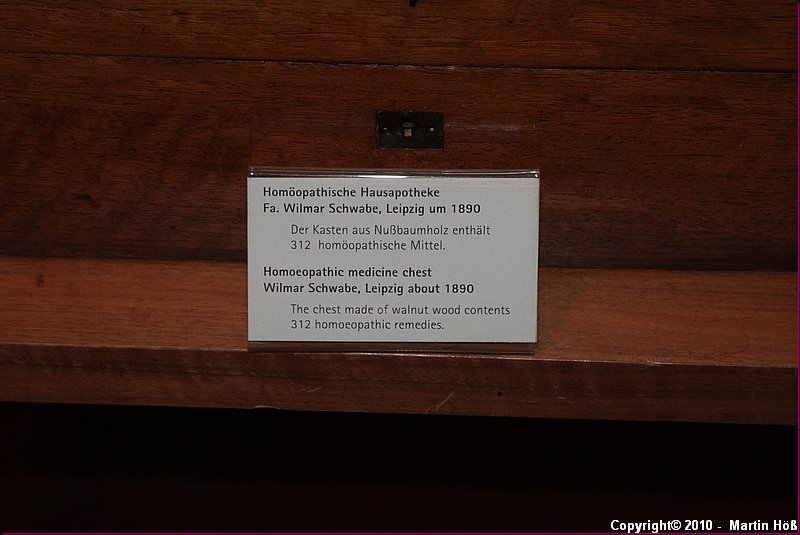 Homöopathische Hausapotheke
Fa. Wilmar Schwabe, Leipzig um 1890
Der Kasten aus Nußbaumholz enthält
312 homöopathische Mittel.
Homoeopathic medicine chest
Wilmar Schwabe, Leipzig about 1890
The chest made of walnut wood contents
312 homoeopathic remedies.
Copyright© 2010 - Martin Höß